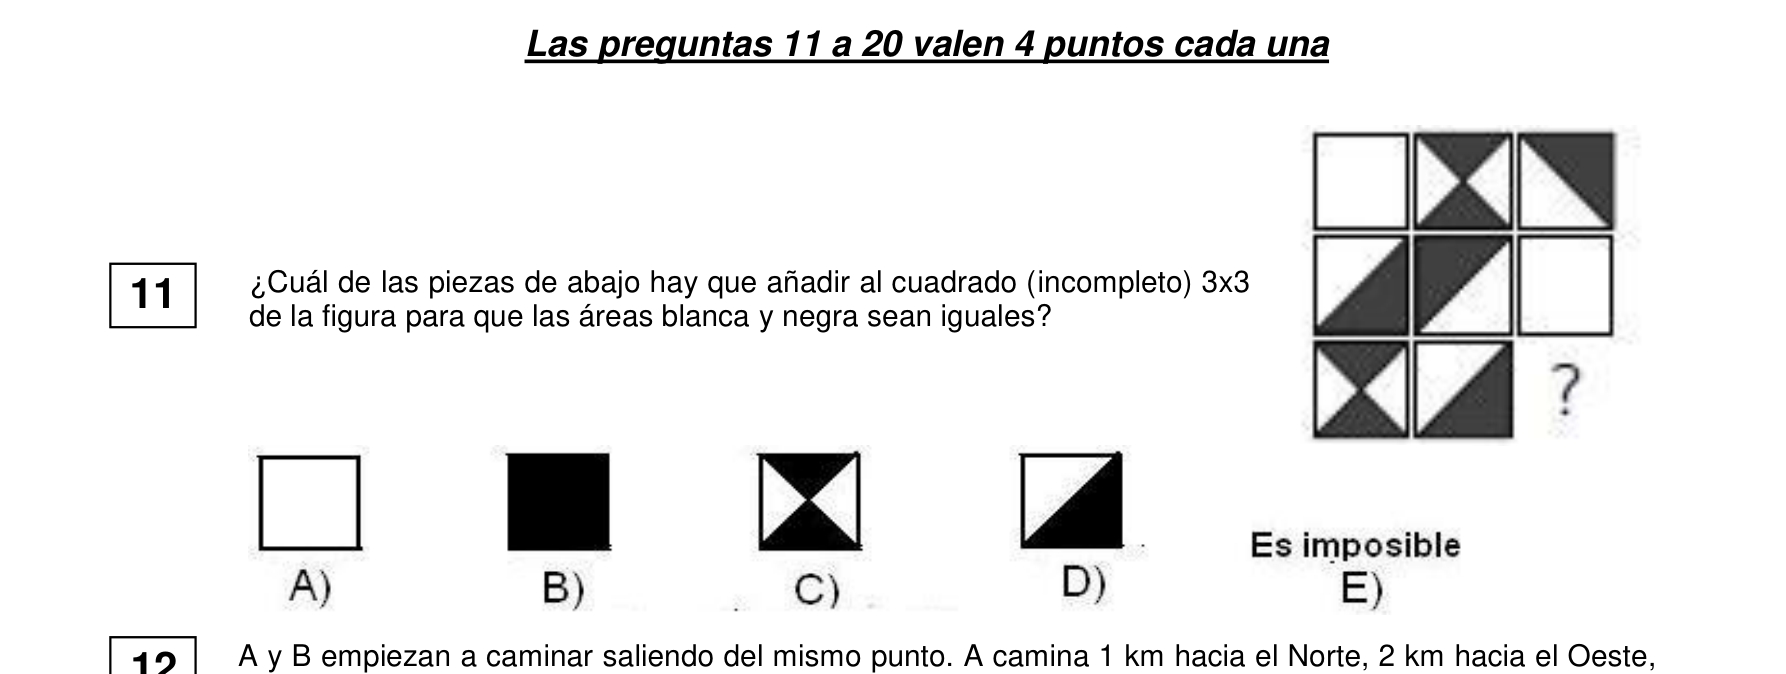 Las preguntas 11 a 20 valen 4 puntos cada una
11
¿Cuál de las piezas de abajo hay que añadir al cuadrado (incompleto) 3x3
de la figura para que las áreas blanca y negra sean iguales?
?
Es imposible
A) B) C) D) E)
12
A y B empiezan a caminar saliendo del mismo punto. A camina 1 km hacia el Norte, 2 km hacia el Oeste,